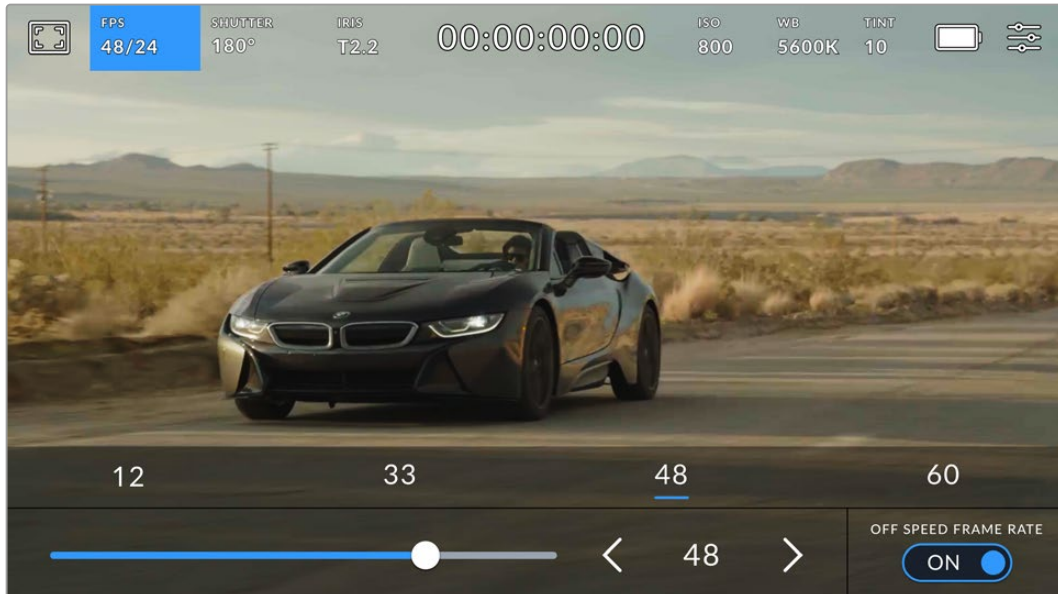 FPS SHUTTER IRIS 00:00:00:00 ISO WB TINT
48/24 180° T2.2 800 5600K 10
12 33 48 60
OFF SPEED FRAME RATE
48 ON